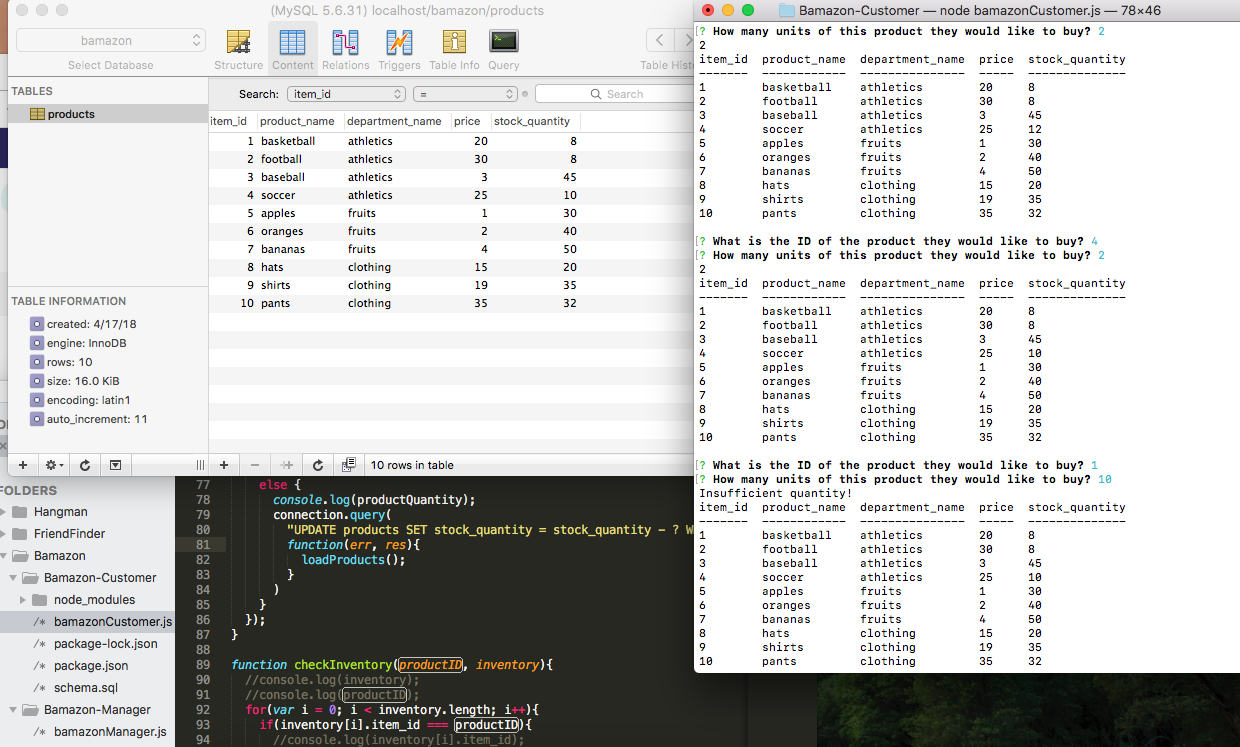 (MySQL 5.6.31) localhost/bamazon/products
bamazon
Select Database
Structure Content Relations Triggers Table Info Query
TABLES
products
TABLE INFORMATION
created: 4/17/18
engine: InnoDB
rows: 10
size: 16.0 KiB
encoding: latin1
auto_increment: 11
Search: item_id = Search
item_id product_name department_name price stock_quantity
1 basketball athletics 20 8
2 football athletics 30 8
3 baseball athletics 3 45
4 soccer athletics 25 10
5 apples fruits 1 30
6 oranges fruits 2 40
7 bananas fruits 4 50
8 hats clothing 15 20
9 shirts clothing 19 35
10 pants clothing 35 32
10 rows in table
Bamazon-Customer — node bamazonCustomer.js — 78×46
[? How many units of this product they would like to buy? 2
2
item_id product_name department_name price stock_quantity
------- ------------ --------------- ----- --------------
1 basketball athletics 20 8
2 football athletics 30 8
3 baseball athletics 3 45
4 soccer athletics 25 12
5 apples fruits 1 30
6 oranges fruits 2 40
7 bananas fruits 4 50
8 hats clothing 15 20
9 shirts clothing 19 35
10 pants clothing 35 32
[? What is the ID of the product they would like to buy? 4
[? How many units of this product they would like to buy? 2
2
item_id product_name department_name price stock_quantity
------- ------------ --------------- ----- --------------
1 basketball athletics 20 8
2 football athletics 30 8
3 baseball athletics 3 45
4 soccer athletics 25 10
5 apples fruits 1 30
6 oranges fruits 2 40
7 bananas fruits 4 50
8 hats clothing 15 20
9 shirts clothing 19 35
10 pants clothing 35 32
[? What is the ID of the product they would like to buy? 1
[? How many units of this product they would like to buy? 10
Insufficient quantity!
item_id product_name department_name price stock_quantity
------- ------------ --------------- ----- --------------
1 basketball athletics 20 8
2 football athletics 30 8
3 baseball athletics 3 45
4 soccer athletics 25 10
5 apples fruits 1 30
6 oranges fruits 2 40
7 bananas fruits 4 50
8 hats clothing 15 20
9 shirts clothing 19 35
10 pants clothing 35 32
FOLDERS
Hangman
FriendFinder
Bamazon
Bamazon-Customer
node_modules
/* bamazonCustomer.js
/* package-lock.json
/* package.json
/* schema.sql
Bamazon-Manager
/* bamazonManager.js
77 else {
78 console.log(productQuantity);
79 connection.query(
80 "UPDATE products SET stock_quantity = stock_quantity - ?
81 function(err, res){
82 loadProducts();
83 }
84 )
85 }
86 });
87 }
88
89 function checkInventory(productID, inventory){
90 //console.log(inventory);
91 //console.log(productID);
92 for(var i = 0; i < inventory.length; i++){
93 if(inventory[i].item_id === productID){
94 //console.log(inventory[i].item_id);